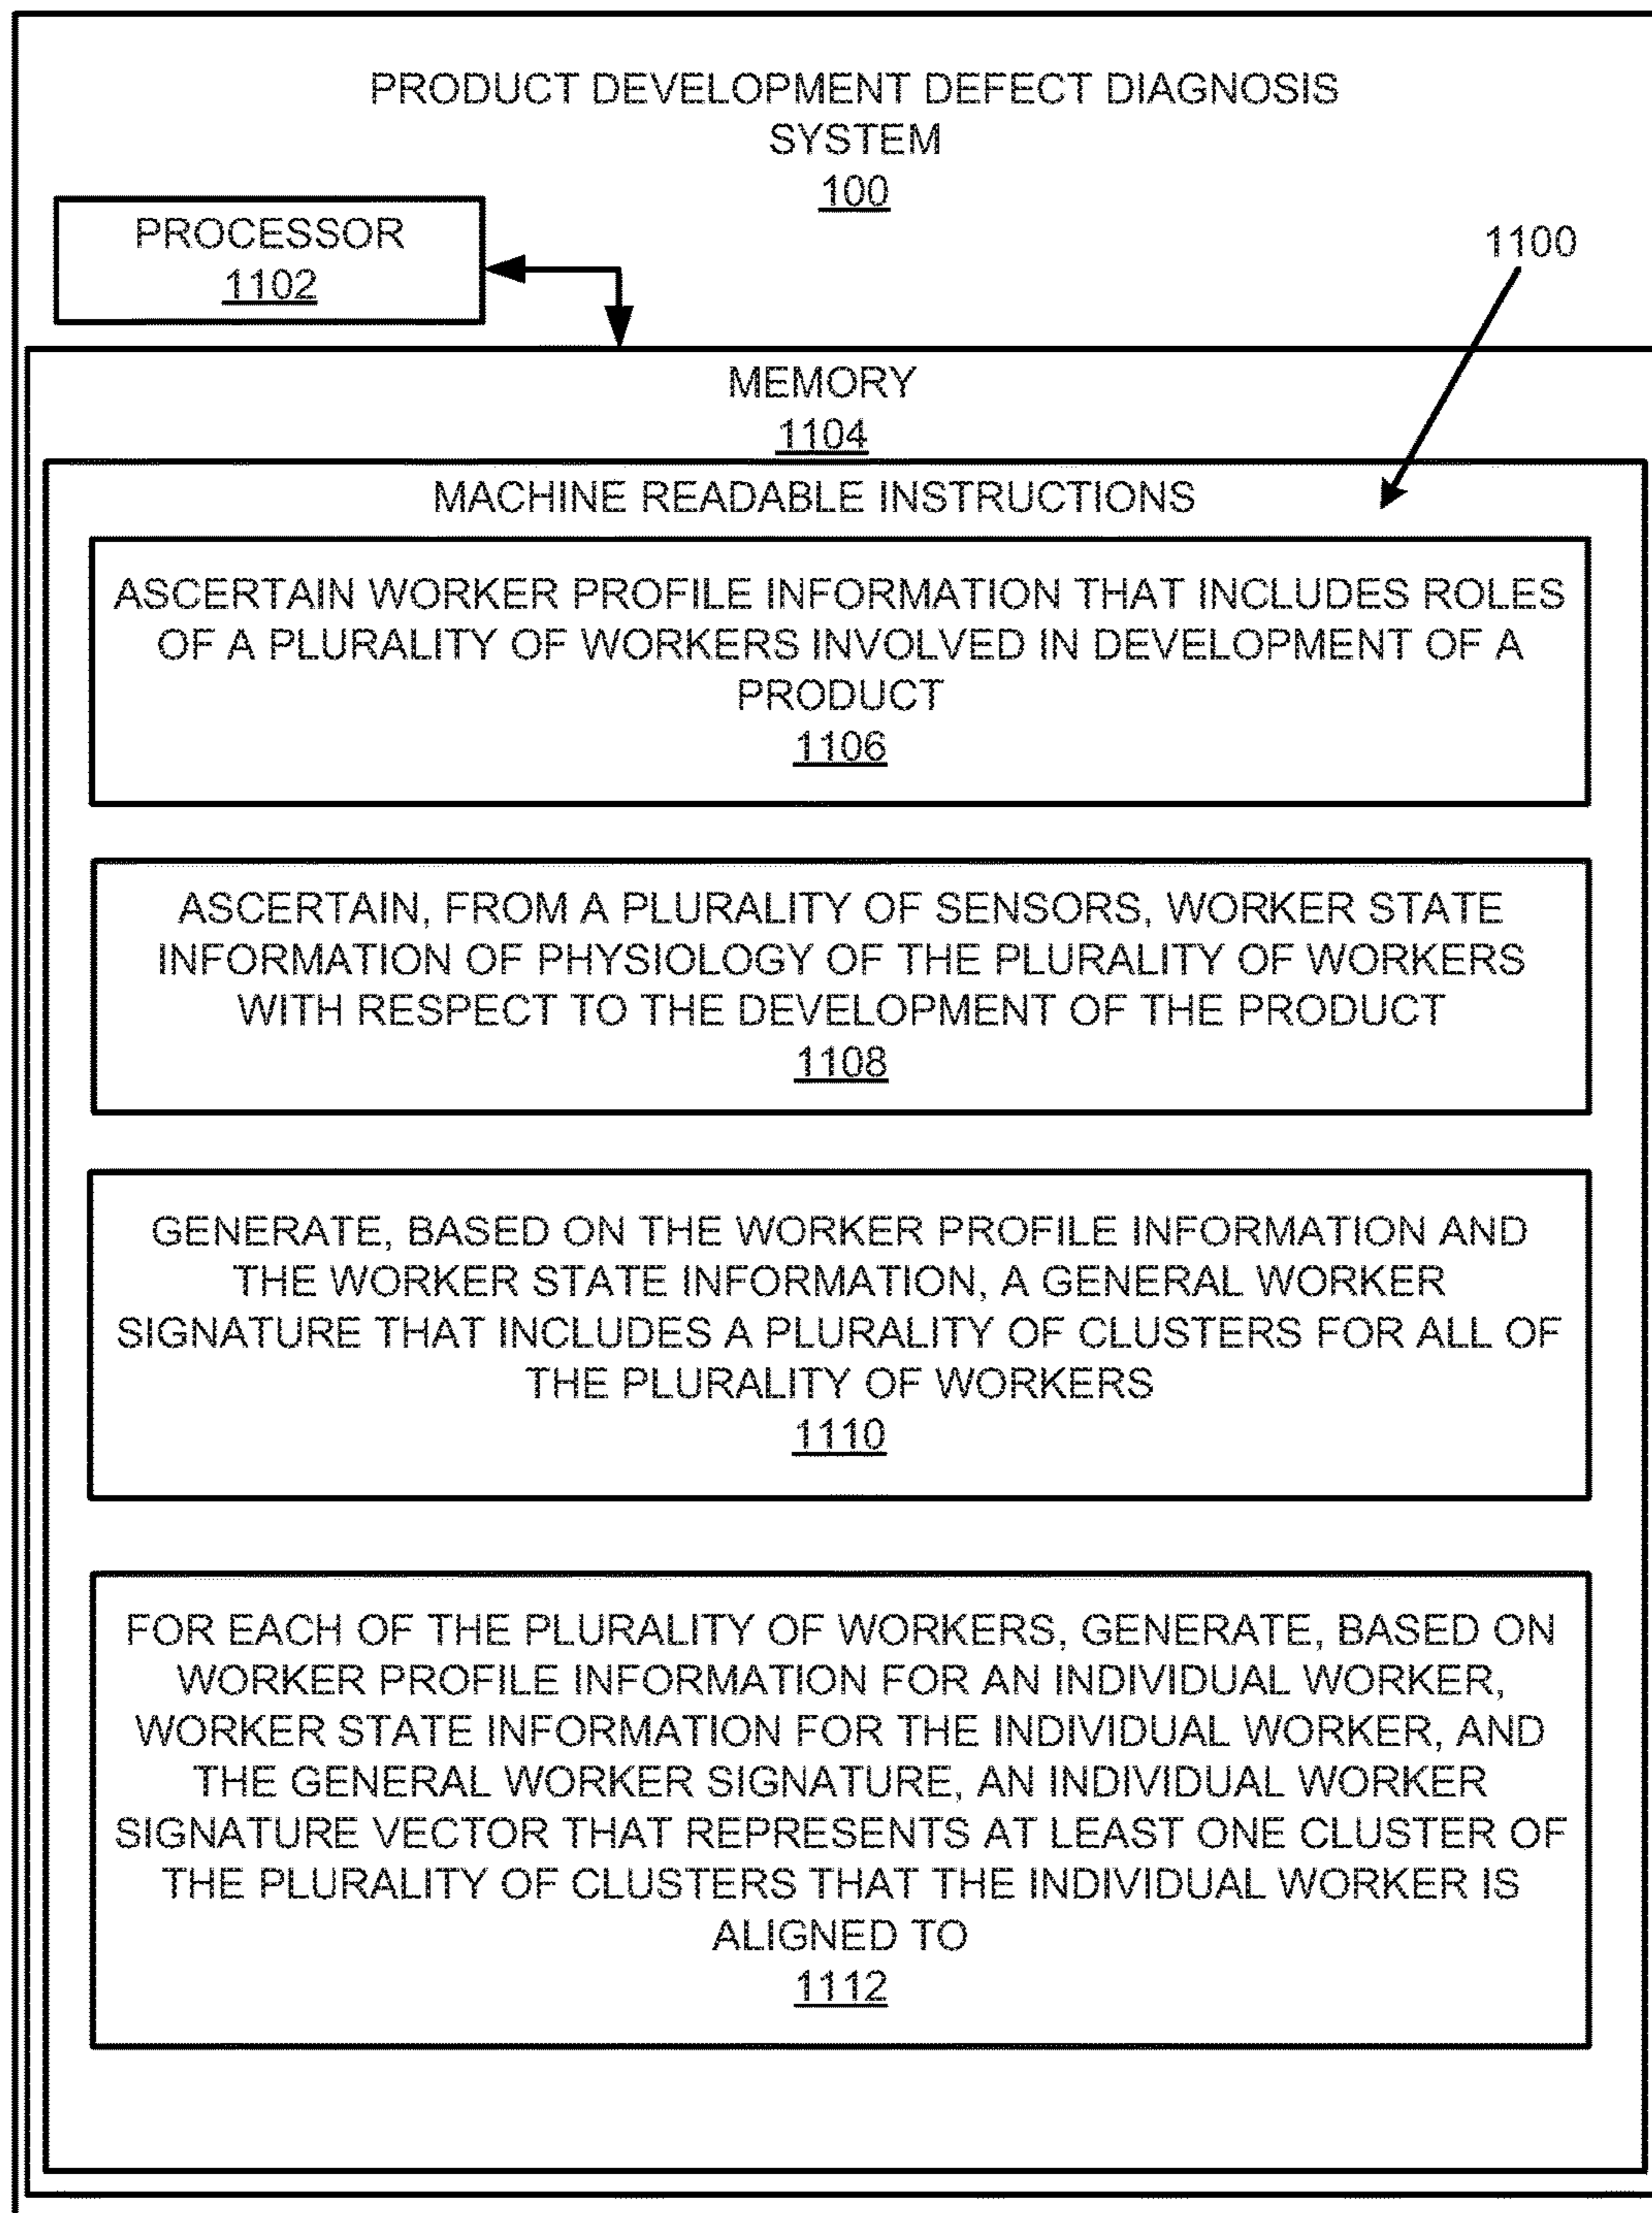 PRODUCT DEVELOPMENT DEFECT DIAGNOSIS
SYSTEM
100
PROCESSOR
1102
1100
MEMORY
1104
MACHINE READABLE INSTRUCTIONS
ASCERTAIN WORKER PROFILE INFORMATION THAT INCLUDES ROLES
OF A PLURALITY OF WORKERS INVOLVED IN DEVELOPMENT OF A
PRODUCT
1106
ASCERTAIN, FROM A PLURALITY OF SENSORS, WORKER STATE
INFORMATION OF PHYSIOLOGY OF THE PLURALITY OF WORKERS
WITH RESPECT TO THE DEVELOPMENT OF THE PRODUCT
1108
GENERATE, BASED ON THE WORKER PROFILE INFORMATION AND
THE WORKER STATE INFORMATION, A GENERAL WORKER
SIGNATURE THAT INCLUDES A PLURALITY OF CLUSTERS FOR ALL OF
THE PLURALITY OF WORKERS
1110
FOR EACH OF THE PLURALITY OF WORKERS, GENERATE, BASED ON
WORKER PROFILE INFORMATION FOR AN INDIVIDUAL WORKER,
WORKER STATE INFORMATION FOR THE INDIVIDUAL WORKER, AND
THE GENERAL WORKER SIGNATURE, AN INDIVIDUAL WORKER
SIGNATURE VECTOR THAT REPRESENTS AT LEAST ONE CLUSTER OF
THE PLURALITY OF CLUSTERS THAT THE INDIVIDUAL WORKER IS
ALIGNED TO
1112